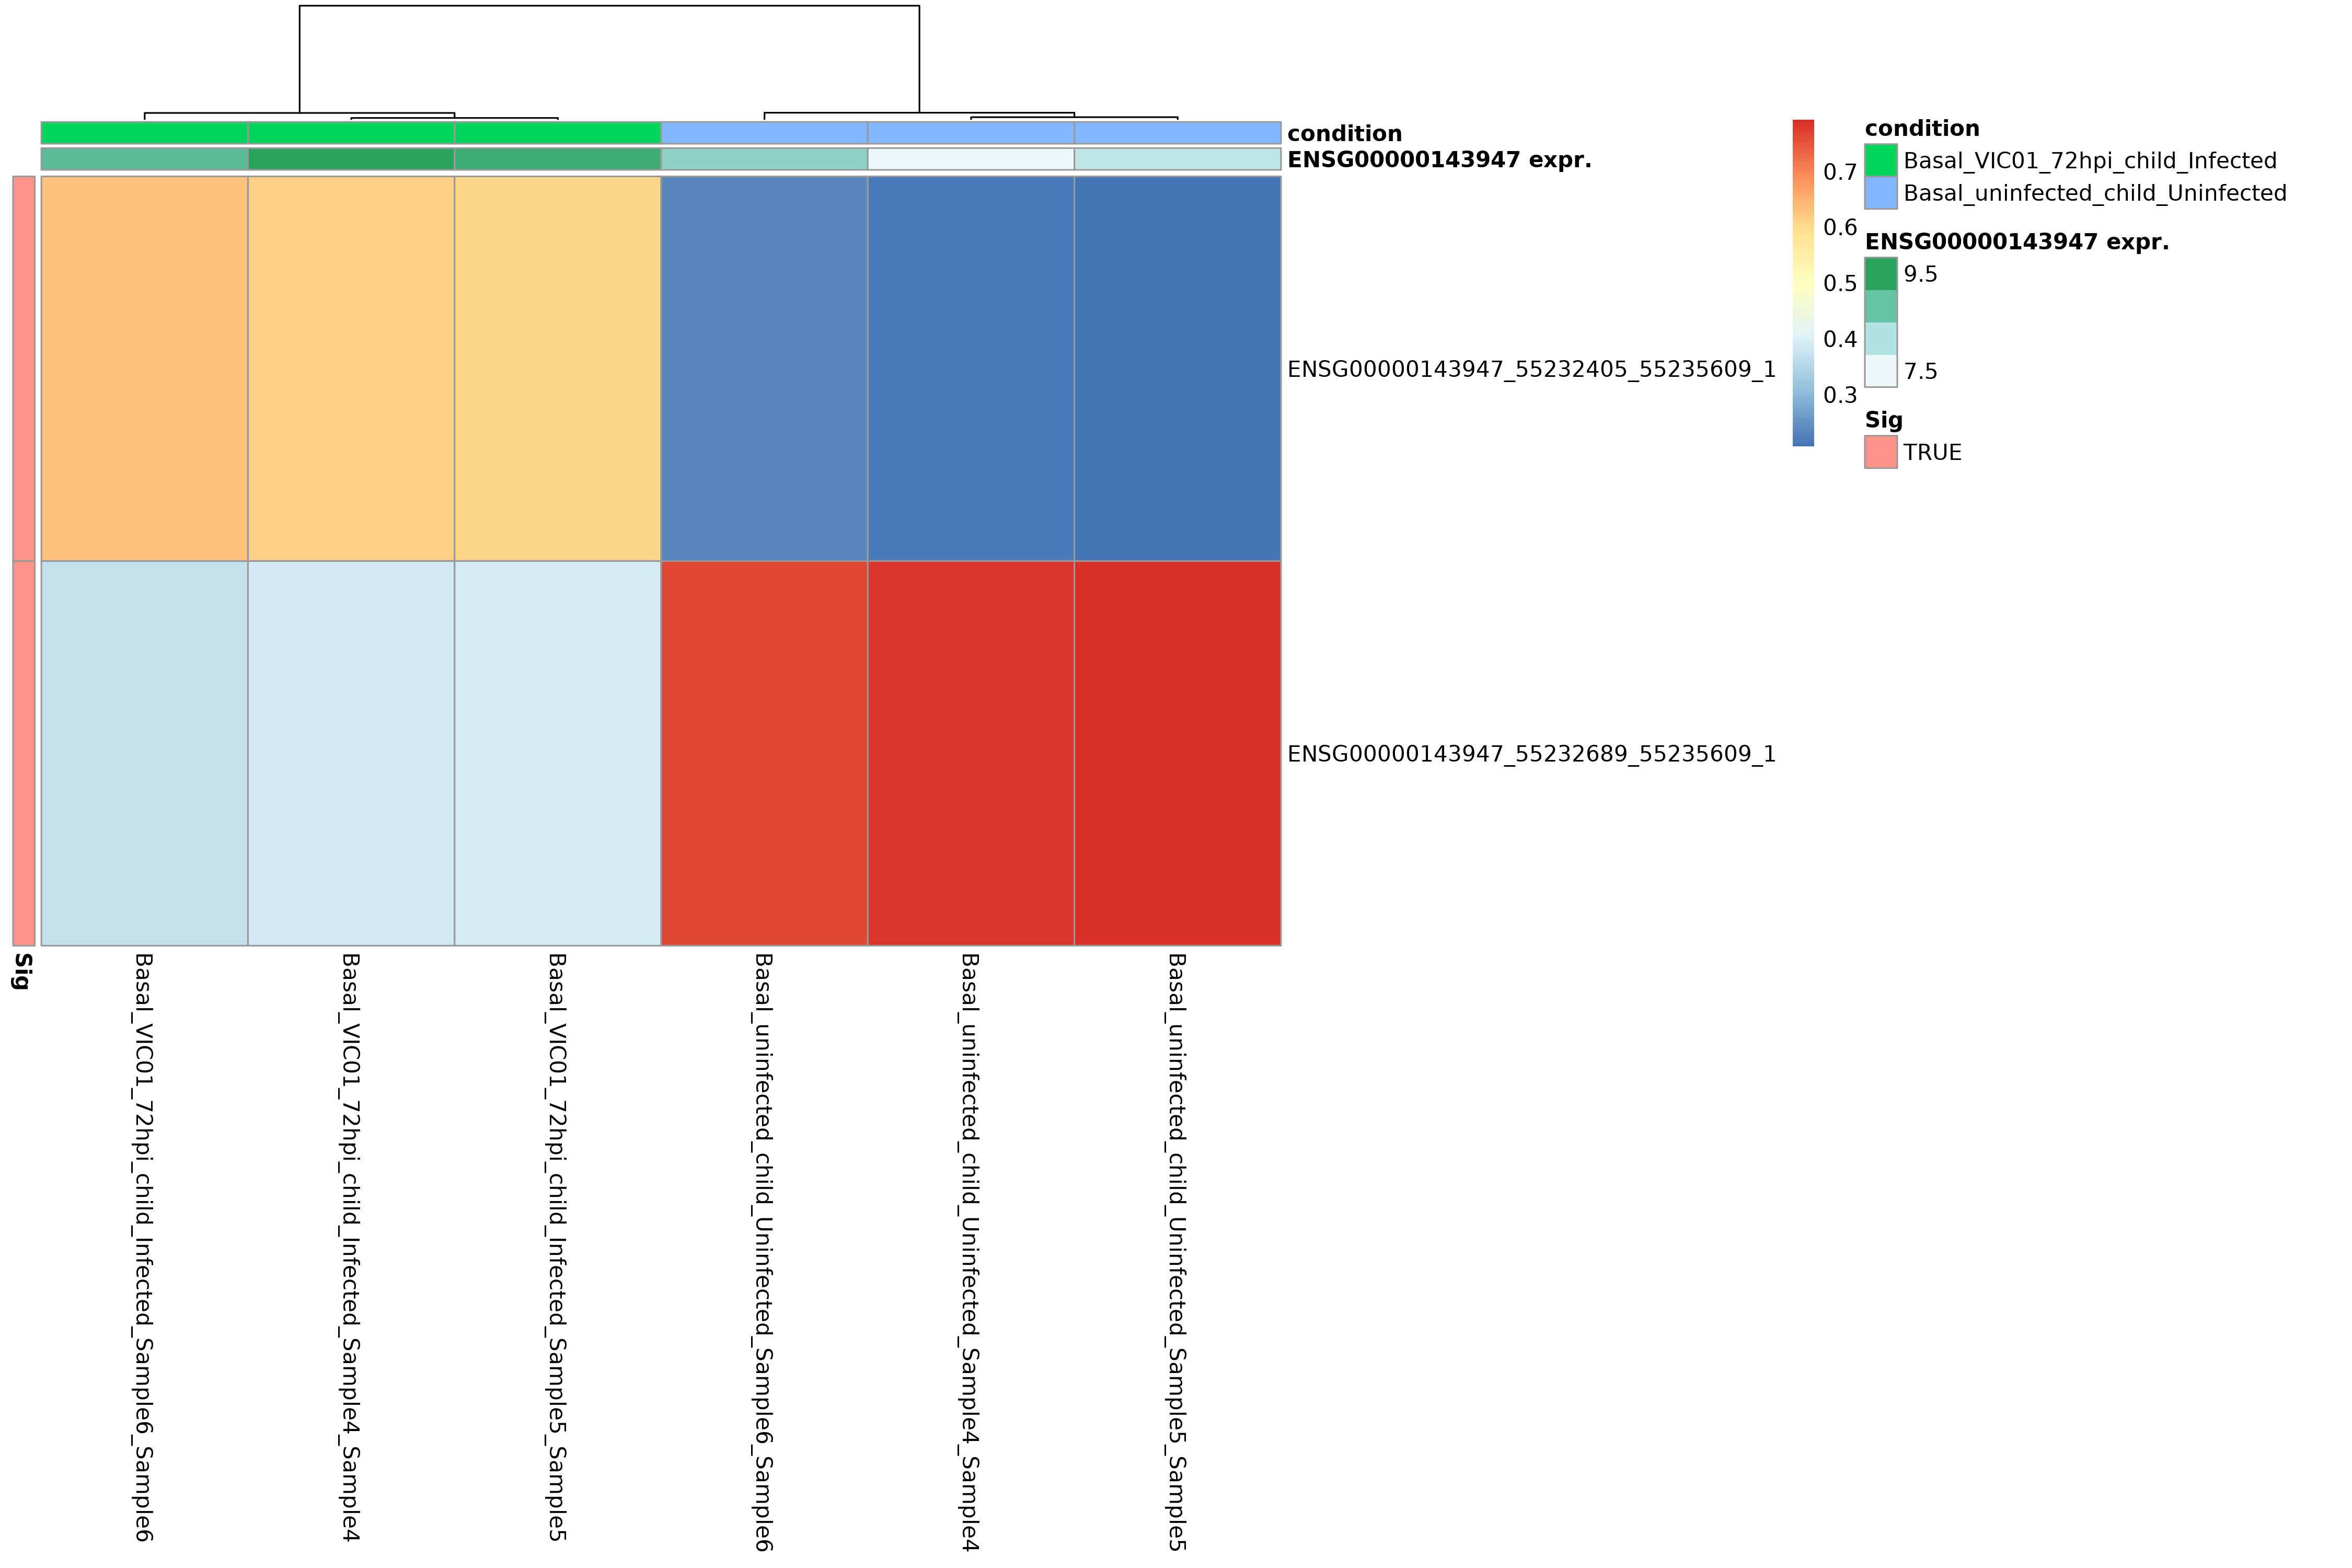 condition
ENSG00000143947 expr.
ENSG00000143947_55232405_55235609_1
ENSG00000143947_55232689_55235609_1
Sig
Basal_VIC01_72hpi_child_Infected_Sample6_Sample6
Basal_VIC01_72hpi_child_Infected_Sample4_Sample4
Basal_VIC01_72hpi_child_Infected_Sample5_Sample5
Basal_uninfected_child_Uninfected_Sample6_Sample6
Basal_uninfected_child_Uninfected_Sample4_Sample4
Basal_uninfected_child_Uninfected_Sample5_Sample5
0.7
0.6
0.5
0.4
0.3
condition
Basal_VIC01_72hpi_child_Infected
Basal_uninfected_child_Uninfected
ENSG00000143947 expr.
9.5
7.5
Sig
TRUE